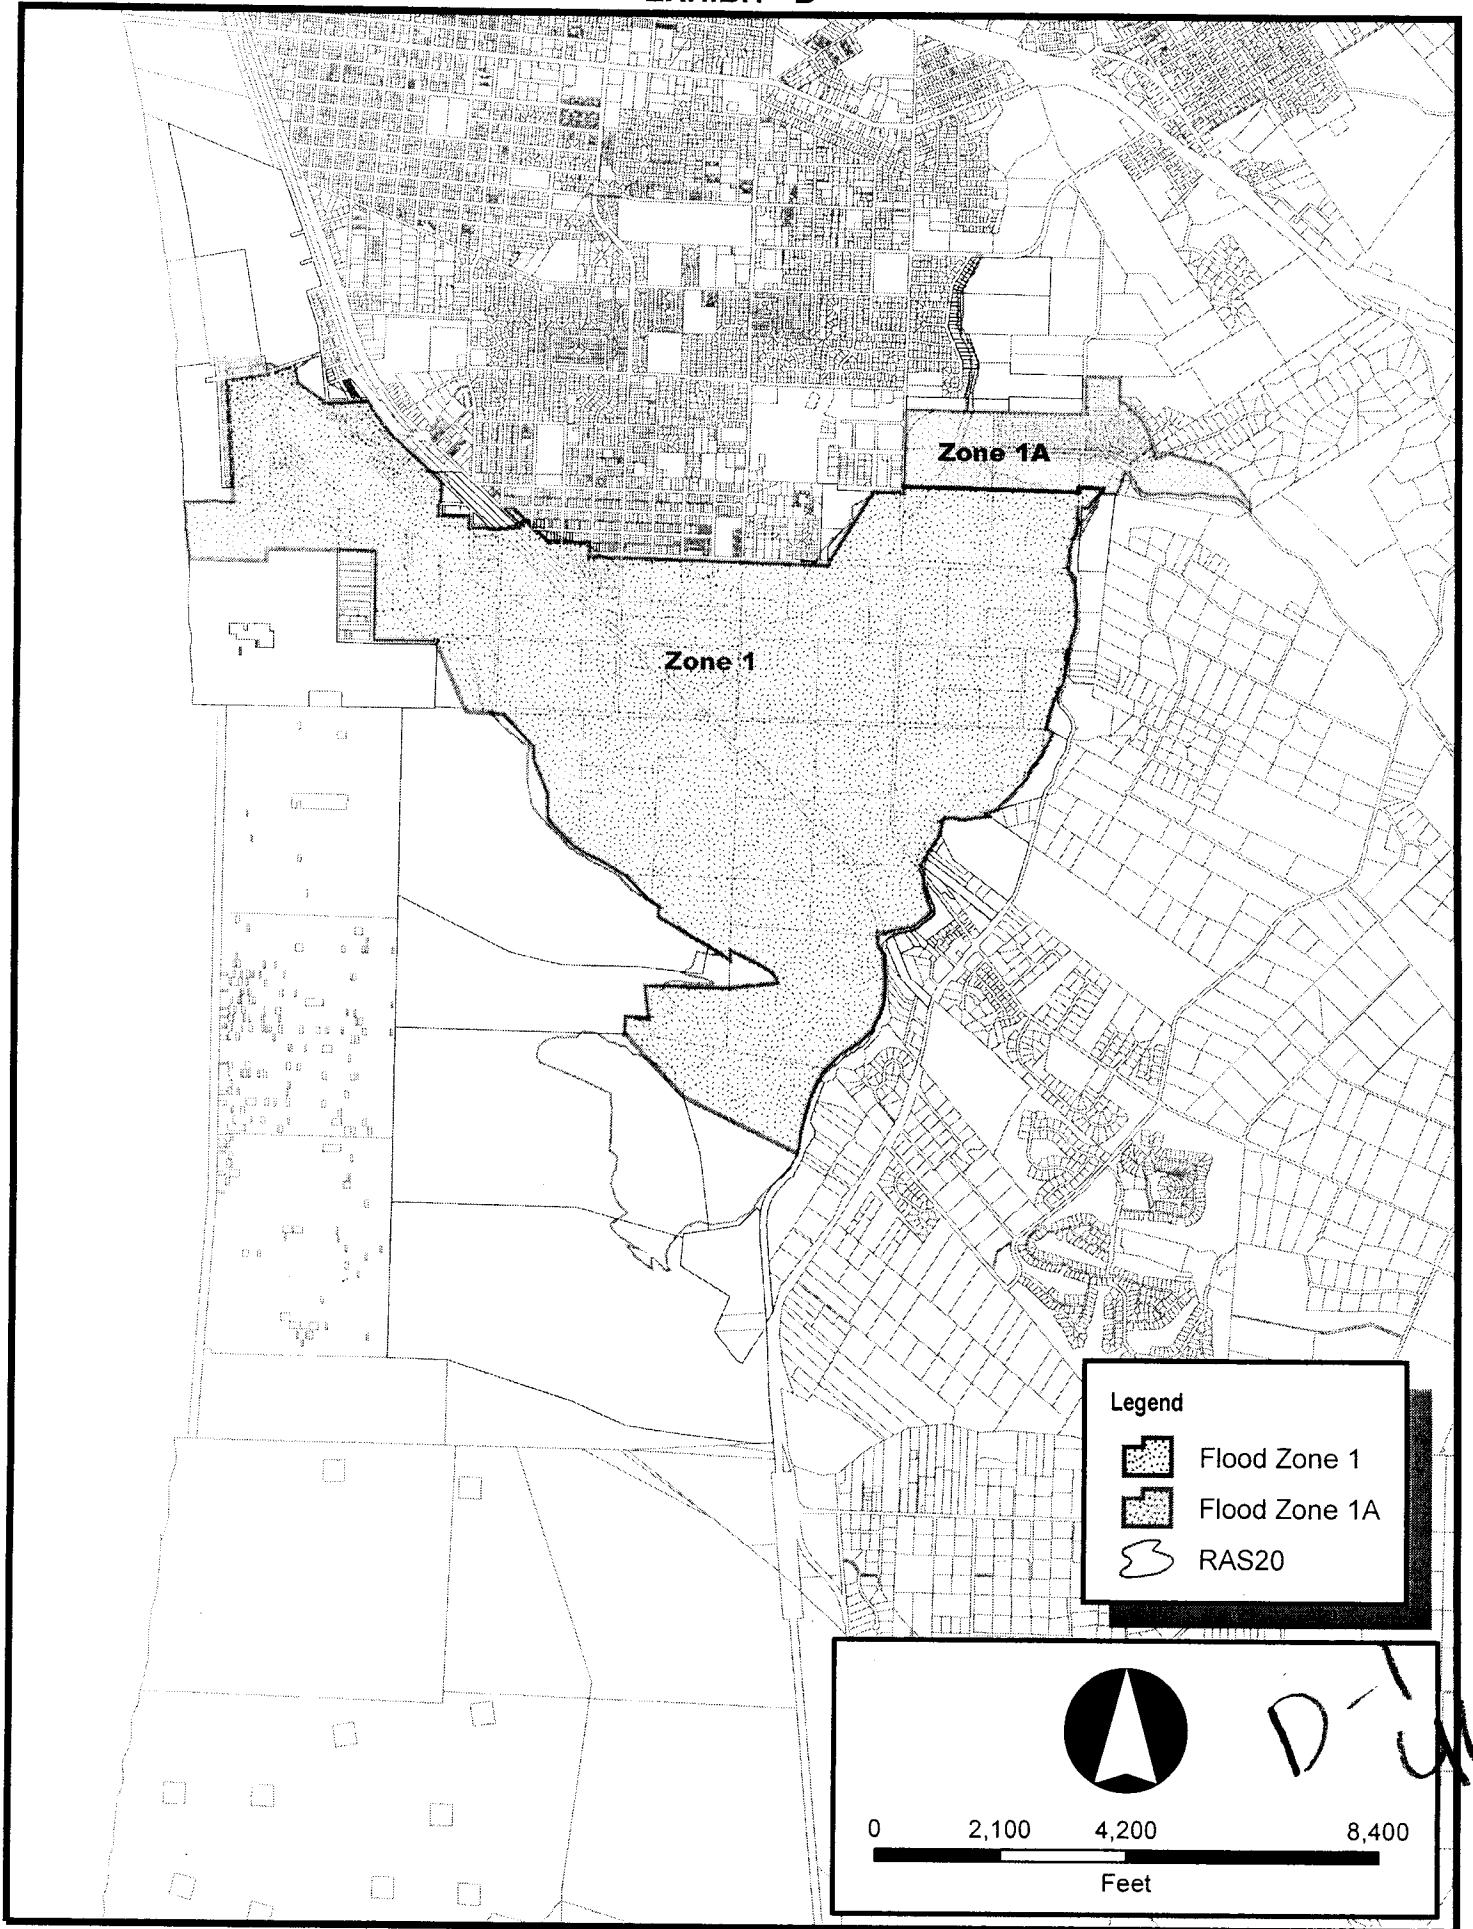 Zone 1A
Zone 1
Legend
Flood Zone 1
Flood Zone 1A
RAS20
D-
0 2,100 4,200 8,400
Feet